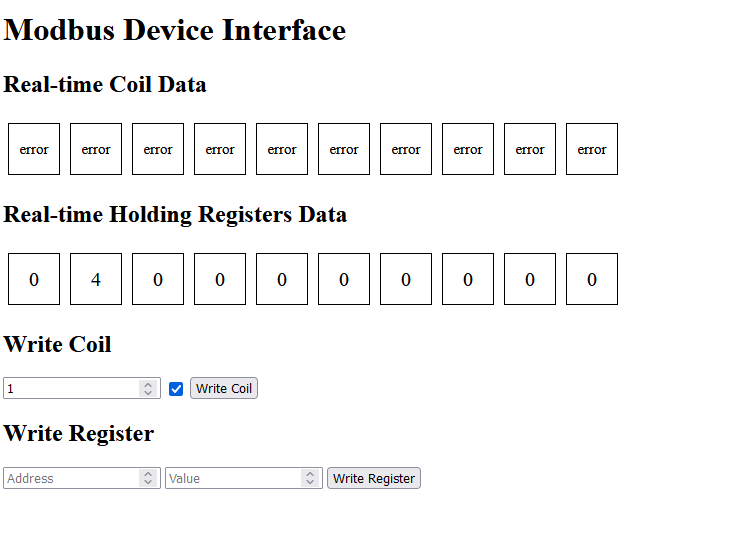 Modbus Device Interface
Real-time Coil Data
error error error error error error error error error error
Real-time Holding Registers Data
0 4 0 0 0 0 0 0 0 0
Write Coil
1 Write Coil
Write Register
Address Value Write Register